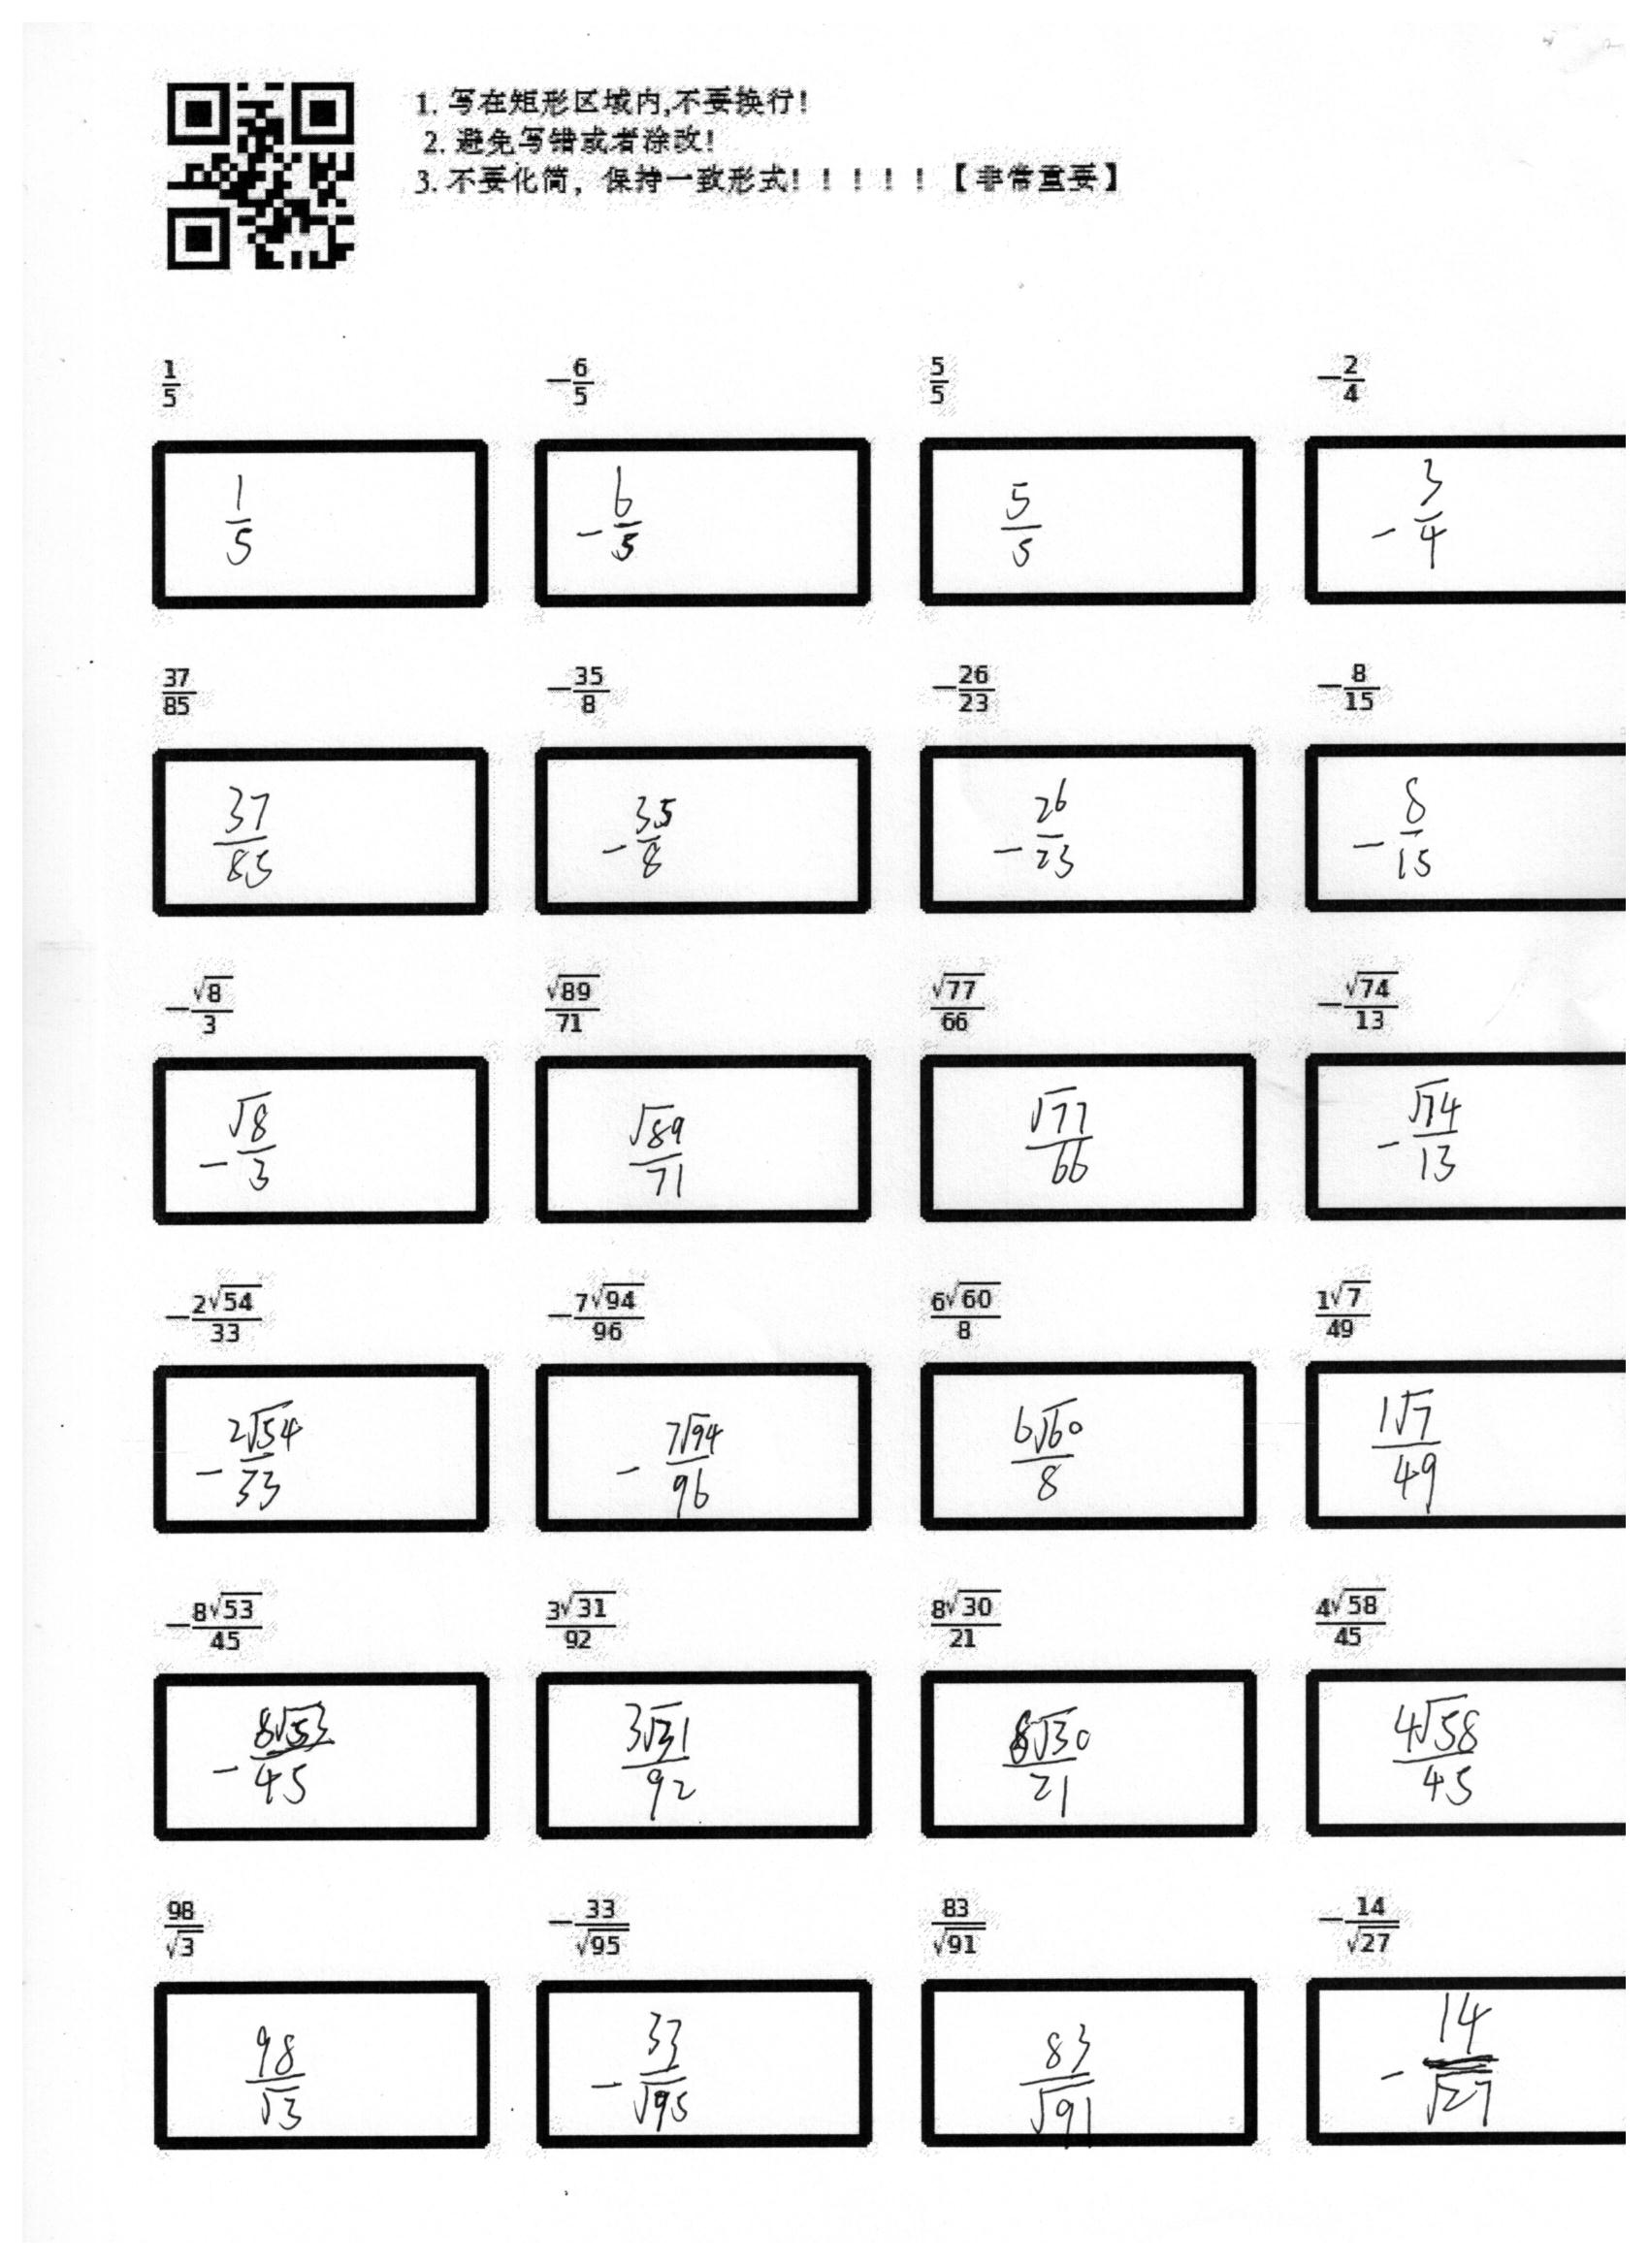 1. 写在矩形区域内,不要换行!
2. 避免写错或者涂改!
3. 不要化简，保持一致形式! ! ! ! ! 【非常重要】
$\frac{1}{5}$ $-\frac{6}{5}$ $\frac{5}{5}$ $-\frac{2}{4}$
$\frac{1}{5}$ $-\frac{6}{5}$ $\frac{5}{5}$ $-\frac{3}{4}$
$\frac{37}{85}$ $-\frac{35}{8}$ $-\frac{26}{23}$ $-\frac{8}{15}$
$\frac{37}{85}$ $-\frac{35}{8}$ $-\frac{26}{23}$ $-\frac{8}{15}$
$-\frac{\sqrt{8}}{3}$ $\frac{\sqrt{89}}{71}$ $\frac{\sqrt{77}}{66}$ $-\frac{\sqrt{74}}{13}$
$-\frac{\sqrt{8}}{3}$ $\frac{\sqrt{89}}{71}$ $\frac{\sqrt{77}}{66}$ $-\frac{\sqrt{74}}{13}$
$-\frac{2\sqrt{54}}{33}$ $-\frac{7\sqrt{94}}{96}$ $\frac{6\sqrt{60}}{8}$ $\frac{1\sqrt{7}}{49}$
$-\frac{2\sqrt{54}}{33}$ $-\frac{7\sqrt{94}}{96}$ $\frac{6\sqrt{60}}{8}$ $\frac{1\sqrt{7}}{49}$
$-\frac{8\sqrt{53}}{45}$ $\frac{3\sqrt{31}}{92}$ $\frac{8\sqrt{30}}{21}$ $\frac{4\sqrt{58}}{45}$
$-\frac{8\sqrt{53}}{45}$ $\frac{3\sqrt{31}}{92}$ $\frac{8\sqrt{30}}{21}$ $\frac{4\sqrt{58}}{45}$
$\frac{98}{\sqrt{3}}$ $-\frac{33}{\sqrt{95}}$ $\frac{83}{\sqrt{91}}$ $-\frac{14}{\sqrt{27}}$
$\frac{98}{\sqrt{3}}$ $-\frac{33}{\sqrt{95}}$ $\frac{83}{\sqrt{91}}$ $-\frac{14}{\sqrt{27}}$